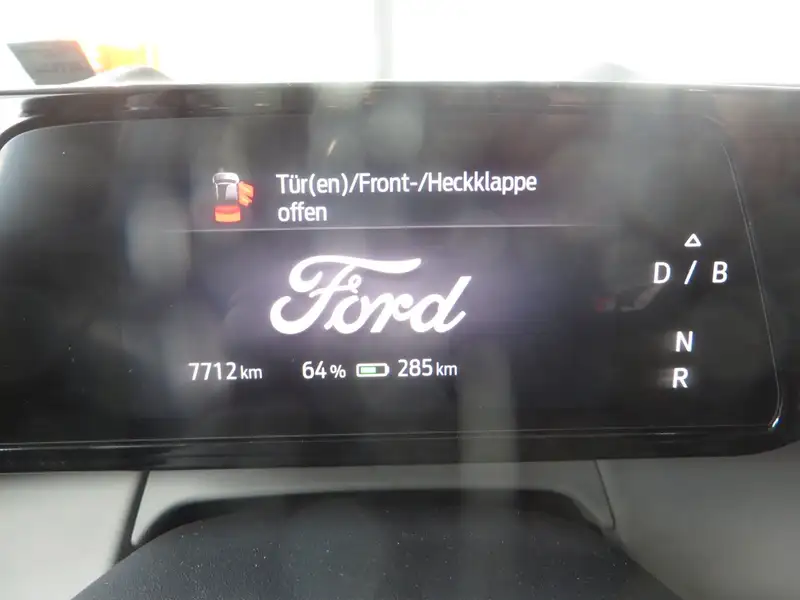 Tür(en)/Front-/Heckklappe
offen
Ford
D / B
7712 km 64 % 285 km
N
R